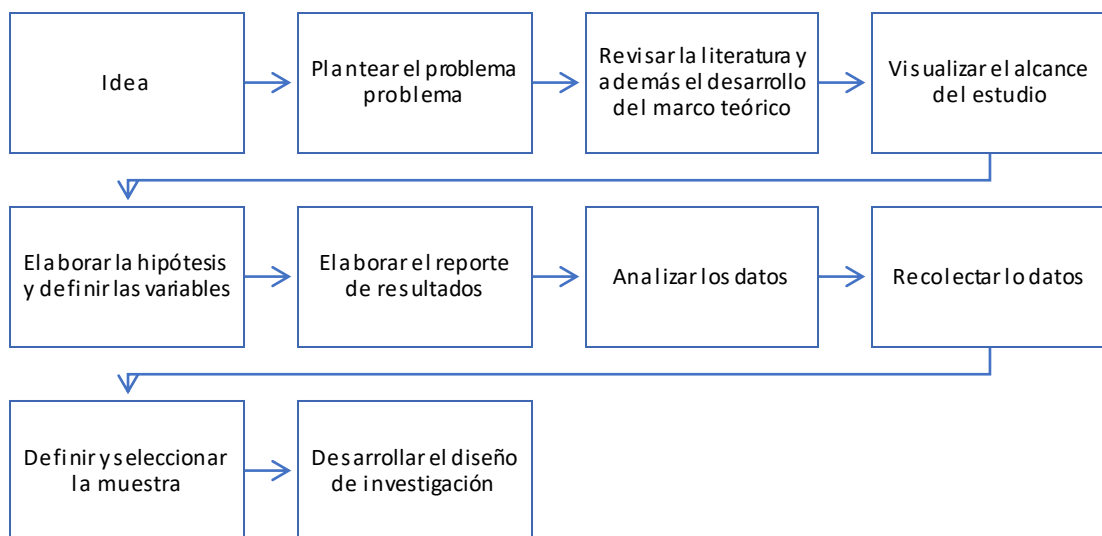 Idea
Plantear el problema
problema
Revisar la literatura y
además el desarrollo
del marco teórico
Visualizar el alcance
del estudio
Elaborar la hipótesis
y definir las variables
Elaborar el reporte
de resultados
Analizar los datos
Recolectar lo datos
Definir y seleccionar
la muestra
Desarrollar el diseño
de investigación